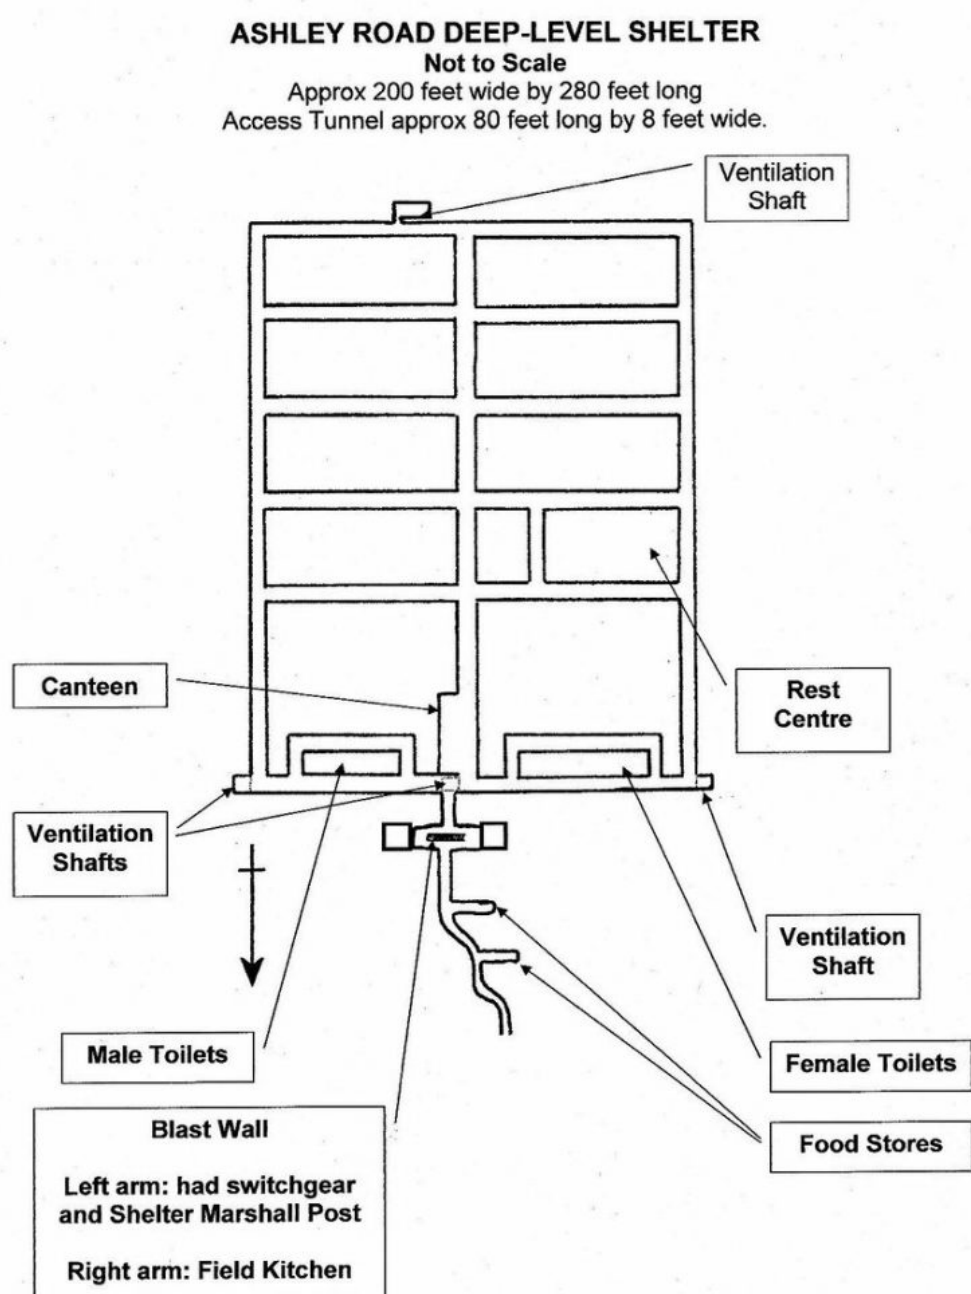 ASHLEY ROAD DEEP-LEVEL SHELTER
Not to Scale
Approx 200 feet wide by 280 feet long
Access Tunnel approx 80 feet long by 8 feet wide.
Ventilation
Shaft
Canteen
Rest
Centre
Ventilation
Shafts
Ventilation
Shaft
Male Toilets
Female Toilets
Blast Wall
Left arm: had switchgear
and Shelter Marshall Post
Right arm: Field Kitchen
Food Stores